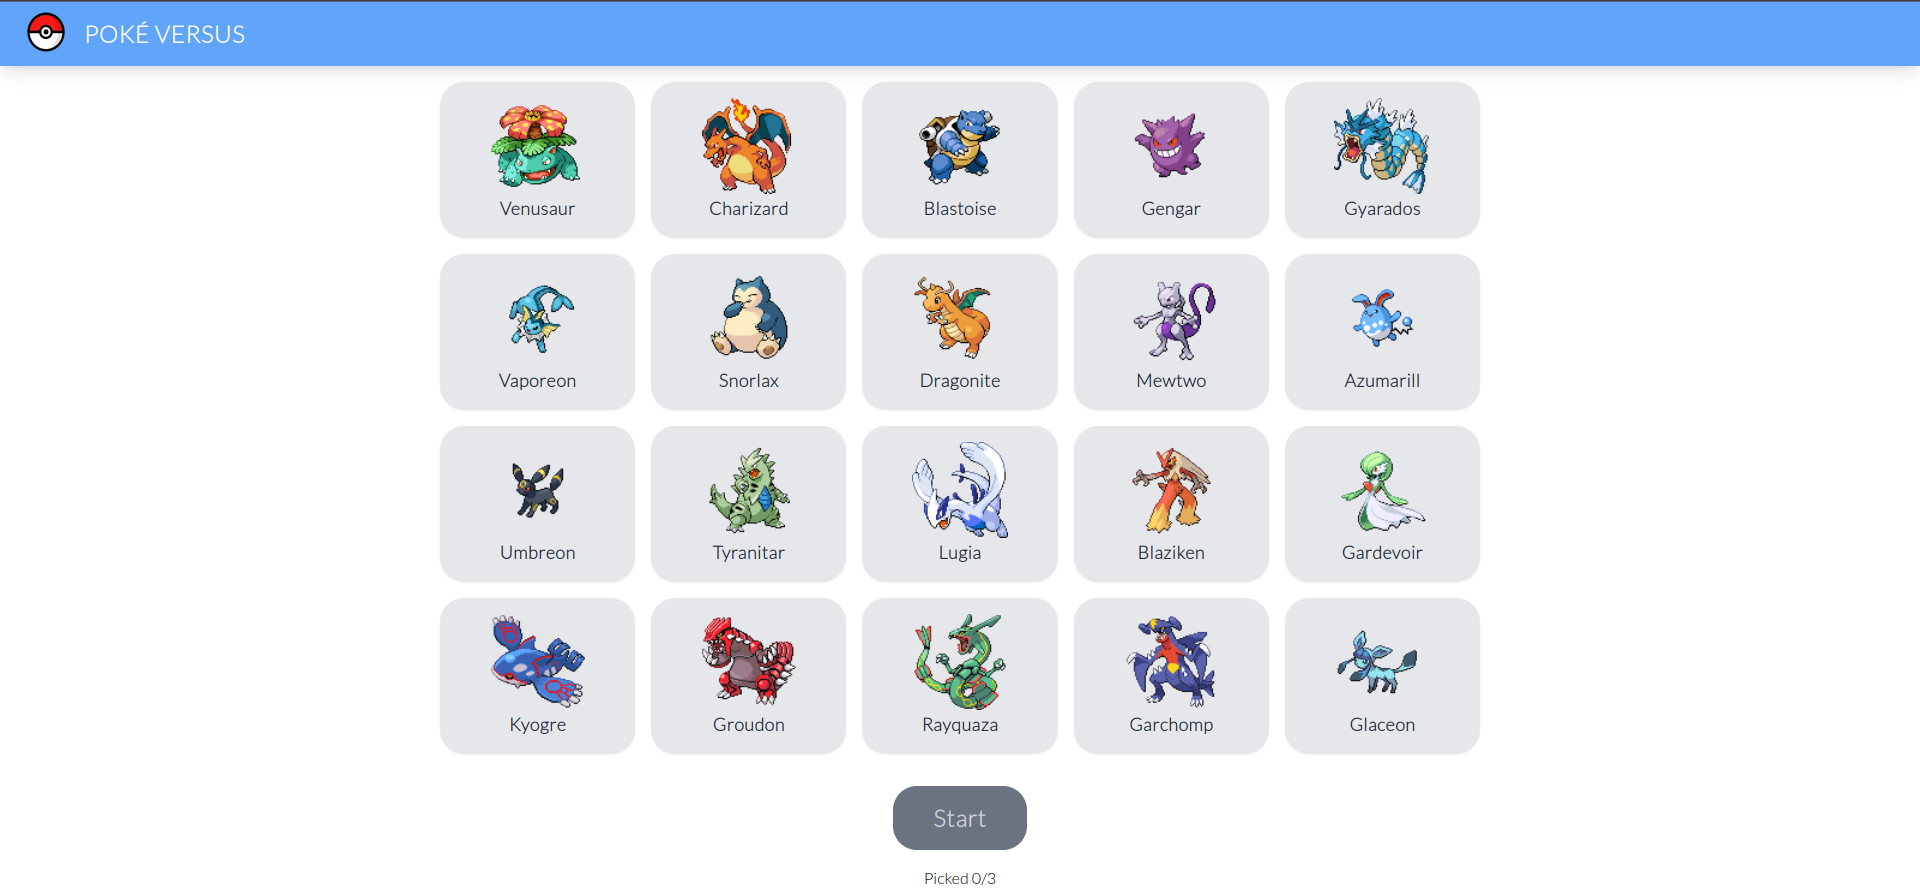 POKÉ VERSUS
Venusaur
Charizard
Blastoise
Gengar
Gyarados
Vaporeon
Snorlax
Dragonite
Mewtwo
Azumarill
Umbreon
Tyranitar
Lugia
Blaziken
Gardevoir
Kyogre
Groudon
Rayquaza
Garchomp
Glaceon
Start
Picked 0/3